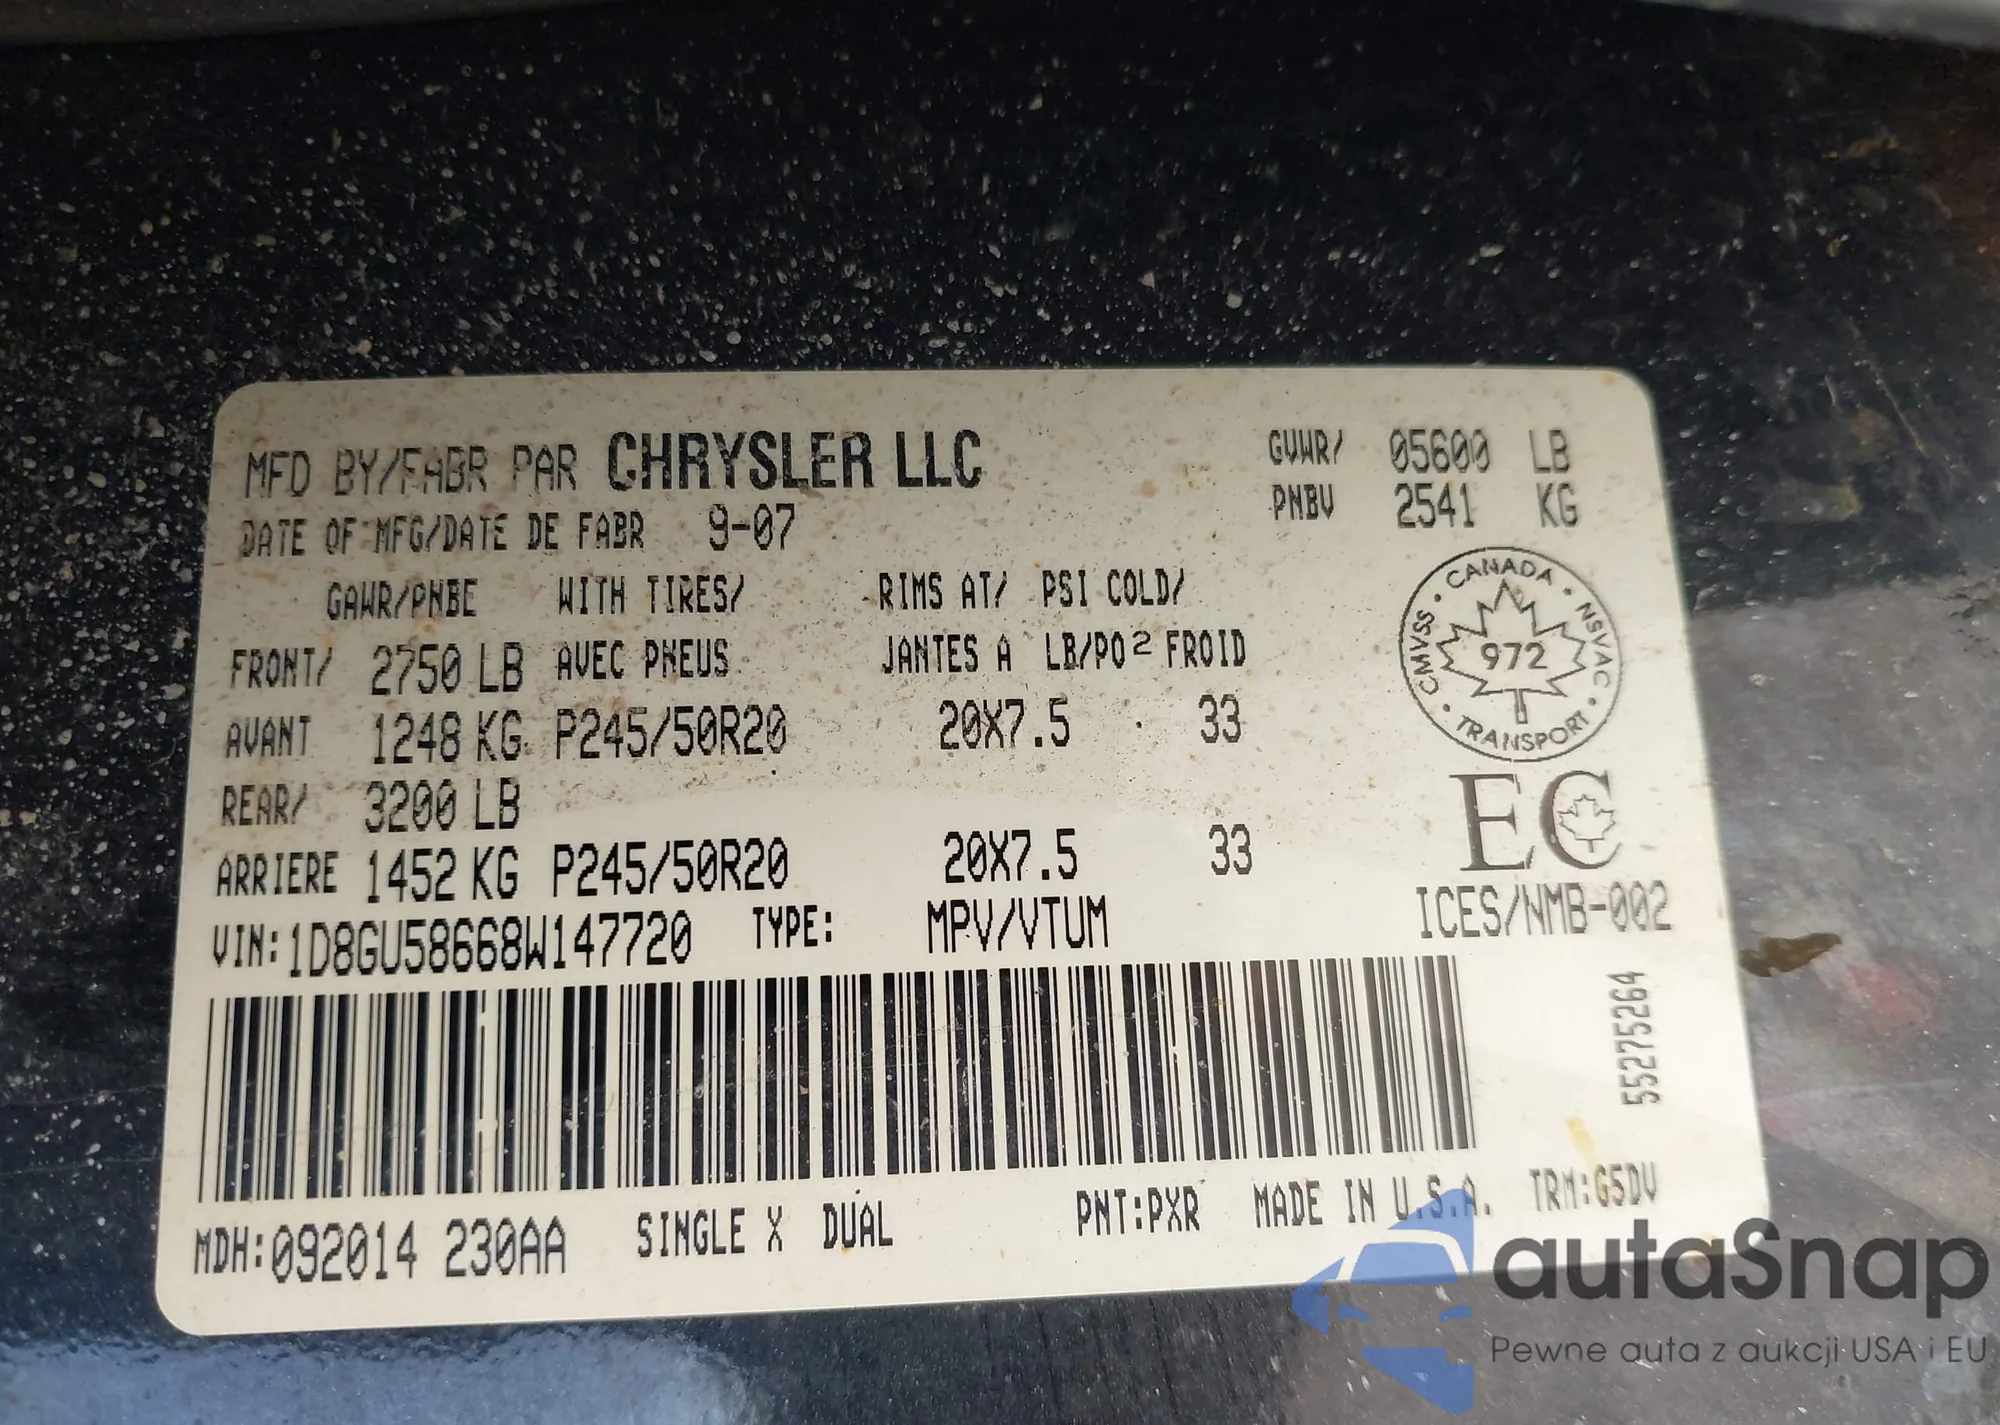 MFD BY/FABR PAR CHRYSLER LLC
GVWR/ 05600 LB
PNBV 2541 KG
DATE OF MFG/DATE DE FABR 9-07
GAWR/PNBE WITH TIRES/ RIMS AT/ PSI COLD/
FRONT/ 2750 LB AVEC PNEUS JANTES A LB/PO2 FROID
AVANT 1248 KG P245/50R20 20X7.5 33
REAR/ 3200 LB
ARRIERE 1452 KG P245/50R20 20X7.5 33
CANADA
CMVSS 972 NSVAC
TRANSPORT
EC
ICES/NMB-002
VIN:1D8GU58668W147720 TYPE: MPV/VTUM
55275264
MDH:092014 230AA SINGLE X DUAL PNT:PXR MADE IN U.S.A. TRM:G5DV
autaSnap
Pewne auta z aukcji USA i EU